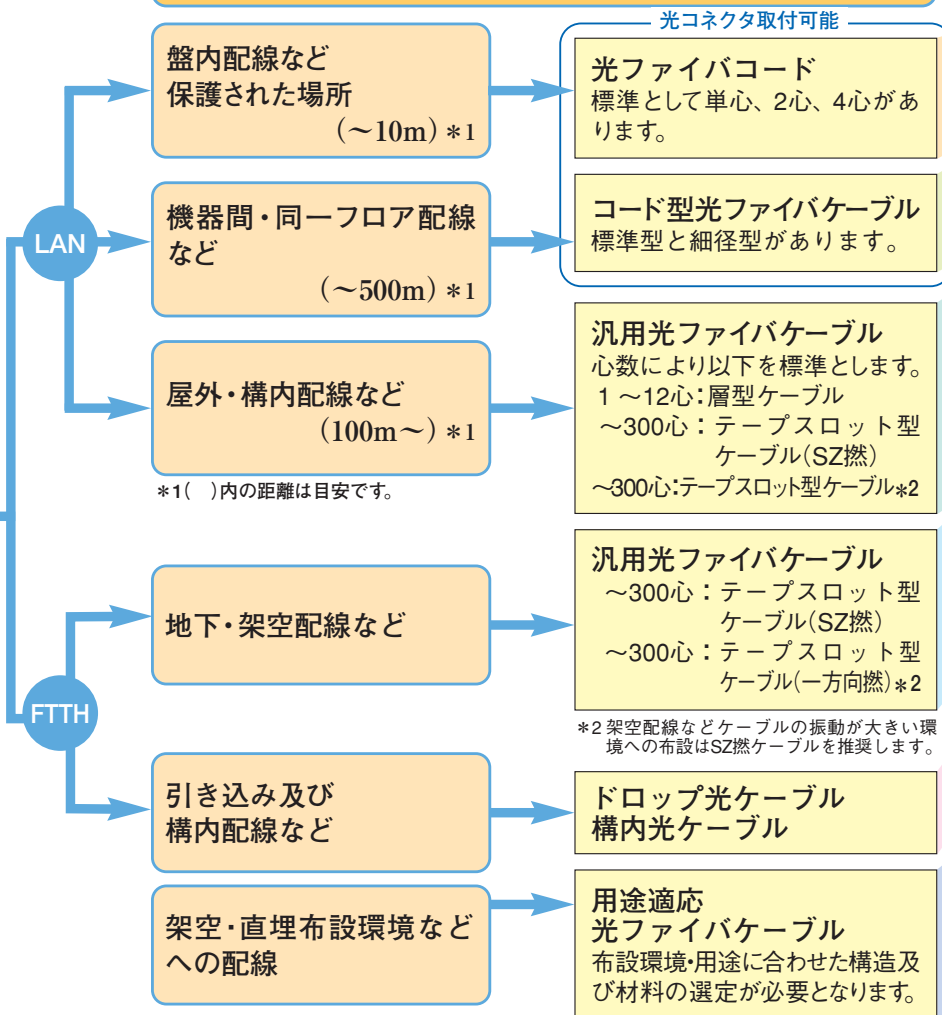 光コネクタ取付可能
盤内配線など
保護された場所
(～10m)＊1
光ファイバコード
標準として単心、2心、4心があ
ります。
LAN
機器間・同一フロア配線
など
(～500m)＊1
コード型光ファイバケーブル
標準型と細径型があります。
屋外・構内配線など
(100m～)＊1
＊1(　)内の距離は目安です。
汎用光ファイバケーブル
心数により以下を標準とします。
1～12心：層型ケーブル
～300心：テープスロット型
ケーブル(SZ撚)
～300心：テープスロット型ケーブル＊2
FTTH
地下・架空配線など
汎用光ファイバケーブル
～300心：テープスロット型
ケーブル(SZ撚)
～300心：テープスロット型
ケーブル(一方向撚)＊2
＊2 架空配線などケーブルの振動が大きい環
境への布設はSZ撚ケーブルを推奨します。
引き込み及び
構内配線など
ドロップ光ケーブル
構内光ケーブル
架空・直埋布設環境など
への配線
用途適応
光ファイバケーブル
布設環境・用途に合わせた構造及
び材料の選定が必要となります。